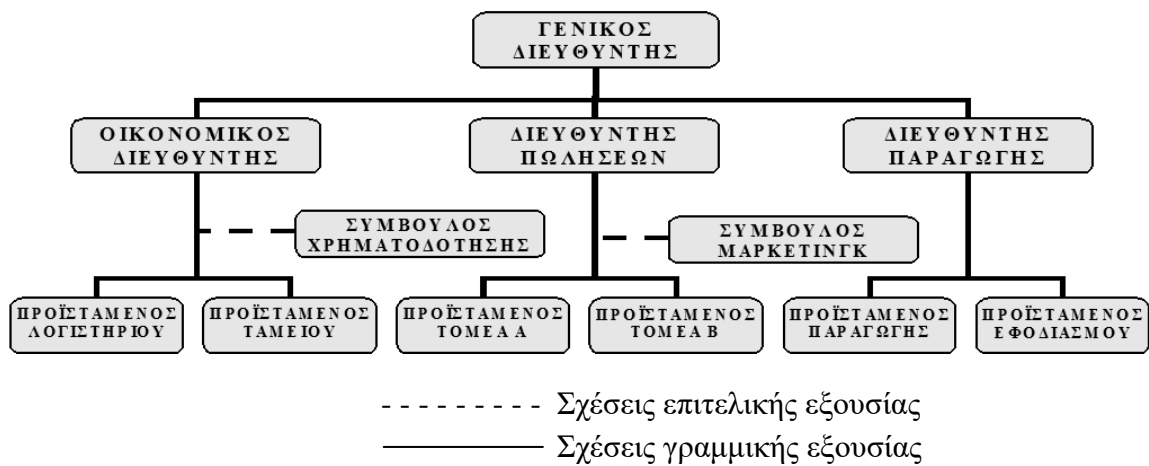 ΓΕΝΙΚΟΣ
ΔΙΕΥΘΥΝΤΗΣ
ΟΙΚΟΝΟΜΙΚΟΣ
ΔΙΕΥΘΥΝΤΗΣ
ΔΙΕΥΘΥΝΤΗΣ
ΠΩΛΗΣΕΩΝ
ΔΙΕΥΘΥΝΤΗΣ
ΠΑΡΑΓΩΓΗΣ
ΣΥΜΒΟΥΛΟΣ
ΧΡΗΜΑΤΟΔΟΤΗΣΗΣ
ΣΥΜΒΟΥΛΟΣ
ΜΑΡΚΕΤΙΝΓΚ
ΠΡΟΪΣΤΑΜΕΝΟΣ
ΛΟΓΙΣΤΗΡΙΟΥ
ΠΡΟΪΣΤΑΜΕΝΟΣ
ΤΑΜΕΙΟΥ
ΠΡΟΪΣΤΑΜΕΝΟΣ
ΤΟΜΕΑ Α
ΠΡΟΪΣΤΑΜΕΝΟΣ
ΤΟΜΕΑ Β
ΠΡΟΪΣΤΑΜΕΝΟΣ
ΠΑΡΑΓΩΓΗΣ
ΠΡΟΪΣΤΑΜΕΝΟΣ
ΕΦΟΔΙΑΣΜΟΥ
Σχέσεις επιτελικής εξουσίας
Σχέσεις γραμμικής εξουσίας